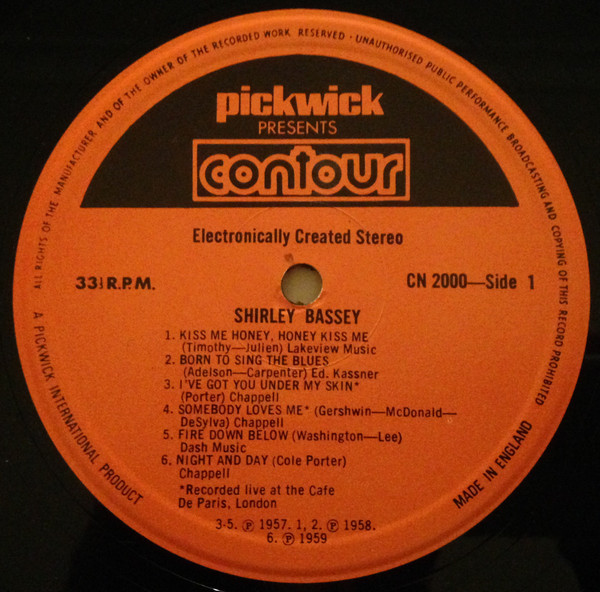 ALL RIGHTS OF THE MANUFACTURER AND OF THE OWNER OF THE RECORDED WORK RESERVED · UNAUTHORISED PUBLIC PERFORMANCE BROADCASTING AND COPYING OF THIS RECORD PROHIBITED
pickwick
PRESENTS
contour
Electronically Created Stereo
33⅓ R.P.M.
CN 2000—Side 1
SHIRLEY BASSEY
1. KISS ME HONEY, HONEY KISS ME
(Timothy—Julien) Lakeview Music
2. BORN TO SING THE BLUES
(Adelson—Carpenter) Ed. Kassner
3. I'VE GOT YOU UNDER MY SKIN*
(Porter) Chappell
4. SOMEBODY LOVES ME* (Gershwin—McDonald—
DeSylva) Chappell
5. FIRE DOWN BELOW (Washington—Lee)
Dash Music
6. NIGHT AND DAY (Cole Porter)
Chappell
*Recorded live at the Cafe
De Paris, London
3-5. ℗ 1957. 1, 2. ℗ 1958.
6. ℗ 1959
A PICKWICK INTERNATIONAL PRODUCT
MADE IN ENGLAND